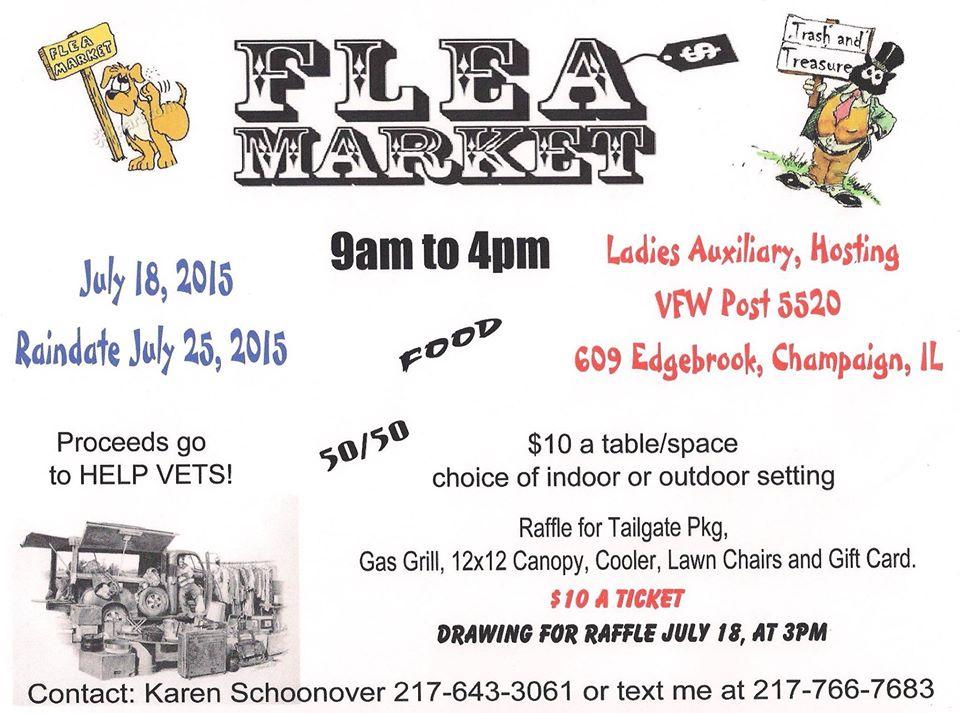 FLEA
MARKET
FLEA
MARKET
$
Trash and
Treasure
9am to 4pm
July 18, 2015
Raindate July 25, 2015
Ladies Auxiliary, Hosting
VFW Post 5520
609 Edgebrook, Champaign, IL
FOOD
50/50
Proceeds go
to HELP VETS!
$10 a table/space
choice of indoor or outdoor setting
Raffle for Tailgate Pkg,
Gas Grill, 12x12 Canopy, Cooler, Lawn Chairs and Gift Card.
$10 A TICKET
DRAWING FOR RAFFLE JULY 18, AT 3PM
Contact: Karen Schoonover 217-643-3061 or text me at 217-766-7683